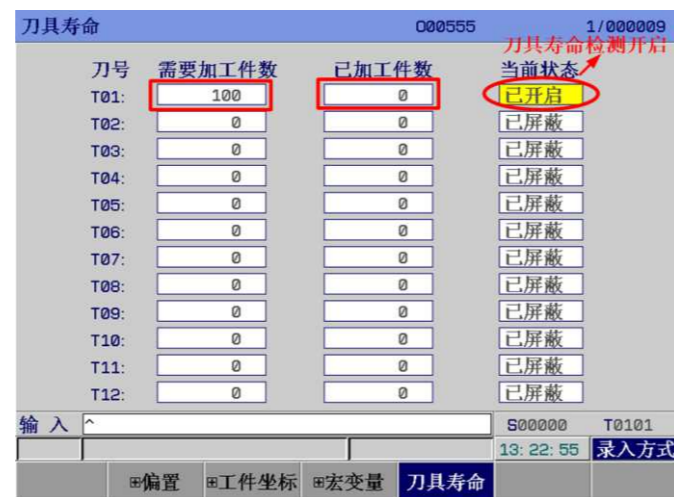 刀具寿命 O00555 1/000009
刀具寿命检测开启
刀号 需要加工件数 已加工件数 当前状态
T01: 100 0 已开启
T02: 0 0 已屏蔽
T03: 0 0 已屏蔽
T04: 0 0 已屏蔽
T05: 0 0 已屏蔽
T06: 0 0 已屏蔽
T07: 0 0 已屏蔽
T08: 0 0 已屏蔽
T09: 0 0 已屏蔽
T10: 0 0 已屏蔽
T11: 0 0 已屏蔽
T12: 0 0 已屏蔽
输入 ^ S00000 T0101
13:22:55 录入方式
⊞偏置 ⊞工件坐标 ⊞宏变量 刀具寿命